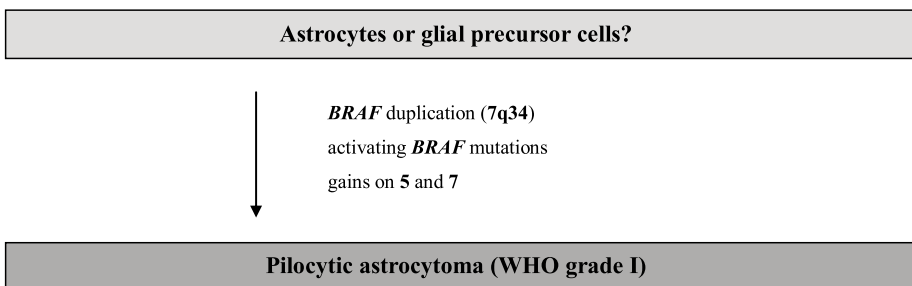 Astrocytes or glial precursor cells?
BRAF duplication (7q34)
activating BRAF mutations
gains on 5 and 7
Pilocytic astrocytoma (WHO grade I)